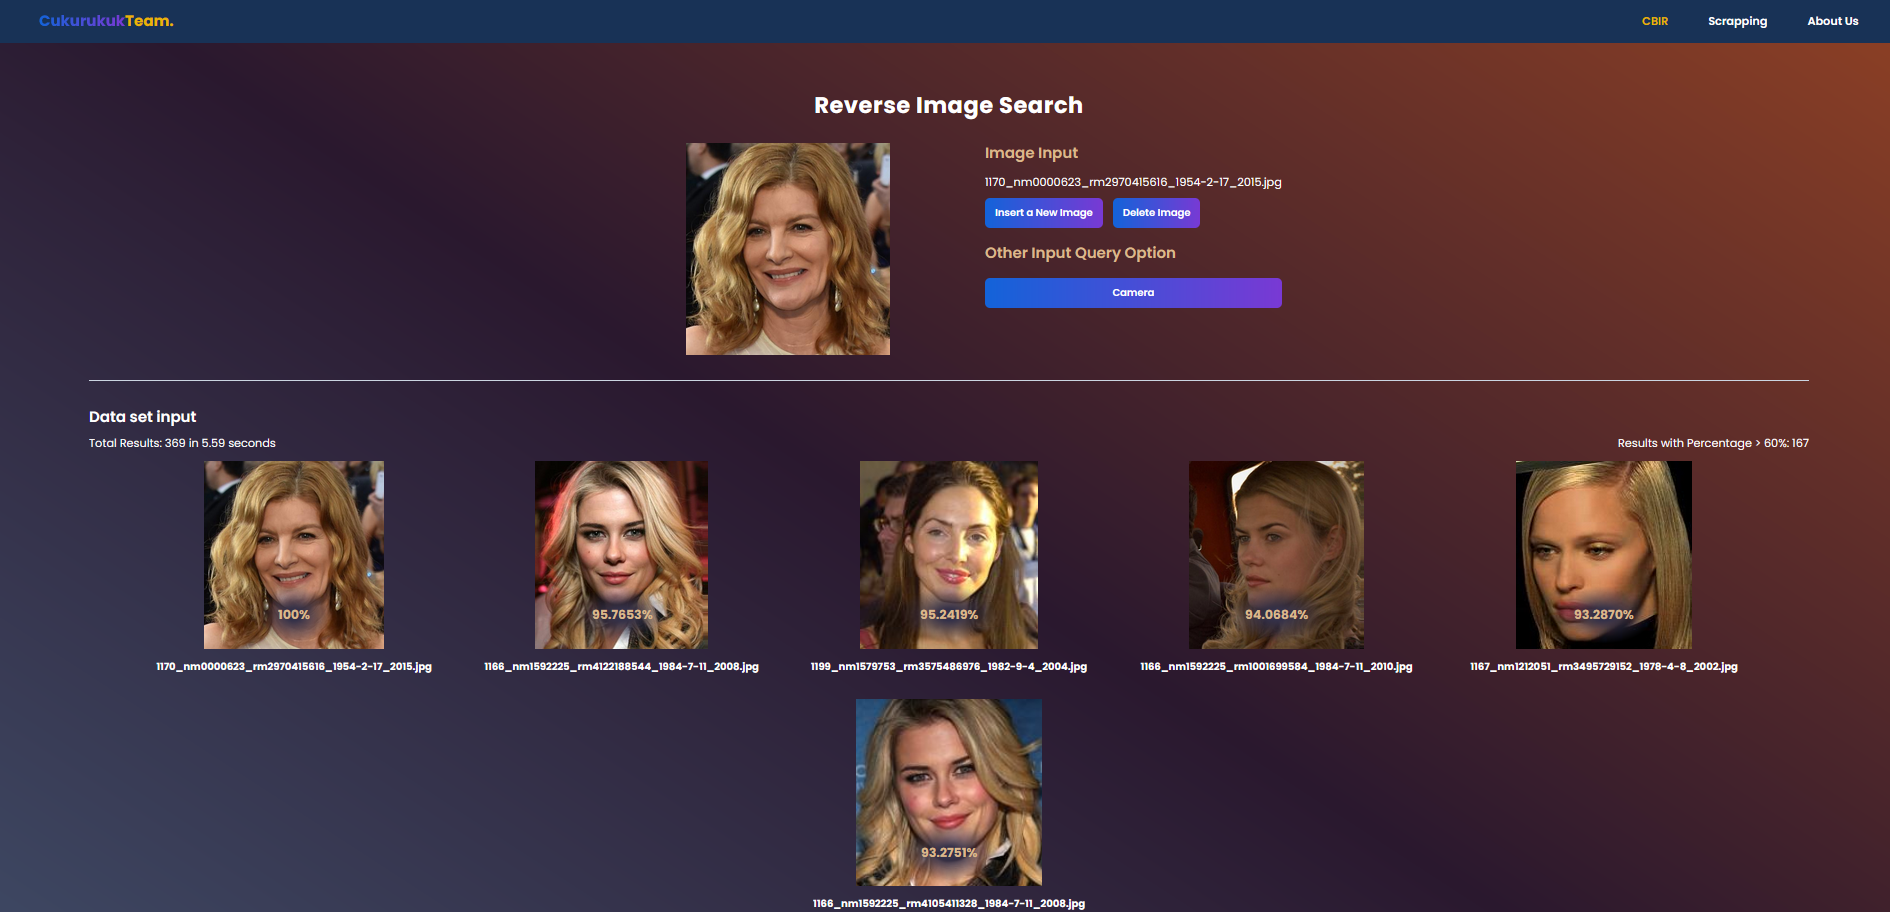 CukurukukTeam.
CBIR
Scrapping
About Us
Reverse Image Search
Image Input
1170_nm0000623_rm2970415616_1954-2-17_2015.jpg
Insert a New Image
Delete Image
Other Input Query Option
Camera
Data set input
Total Results: 369 in 5.59 seconds
Results with Percentage > 60%: 167
100%
95.7653%
95.2419%
94.0684%
93.2870%
1170_nm0000623_rm2970415616_1954-2-17_2015.jpg
1166_nm1592225_rm4122188544_1984-7-11_2008.jpg
1199_nm1579753_rm3575486976_1982-9-4_2004.jpg
1166_nm1592225_rm1001699584_1984-7-11_2010.jpg
1167_nm1212051_rm3495729152_1978-4-8_2002.jpg
93.2751%
1166_nm1592225_rm4105411328_1984-7-11_2008.jpg